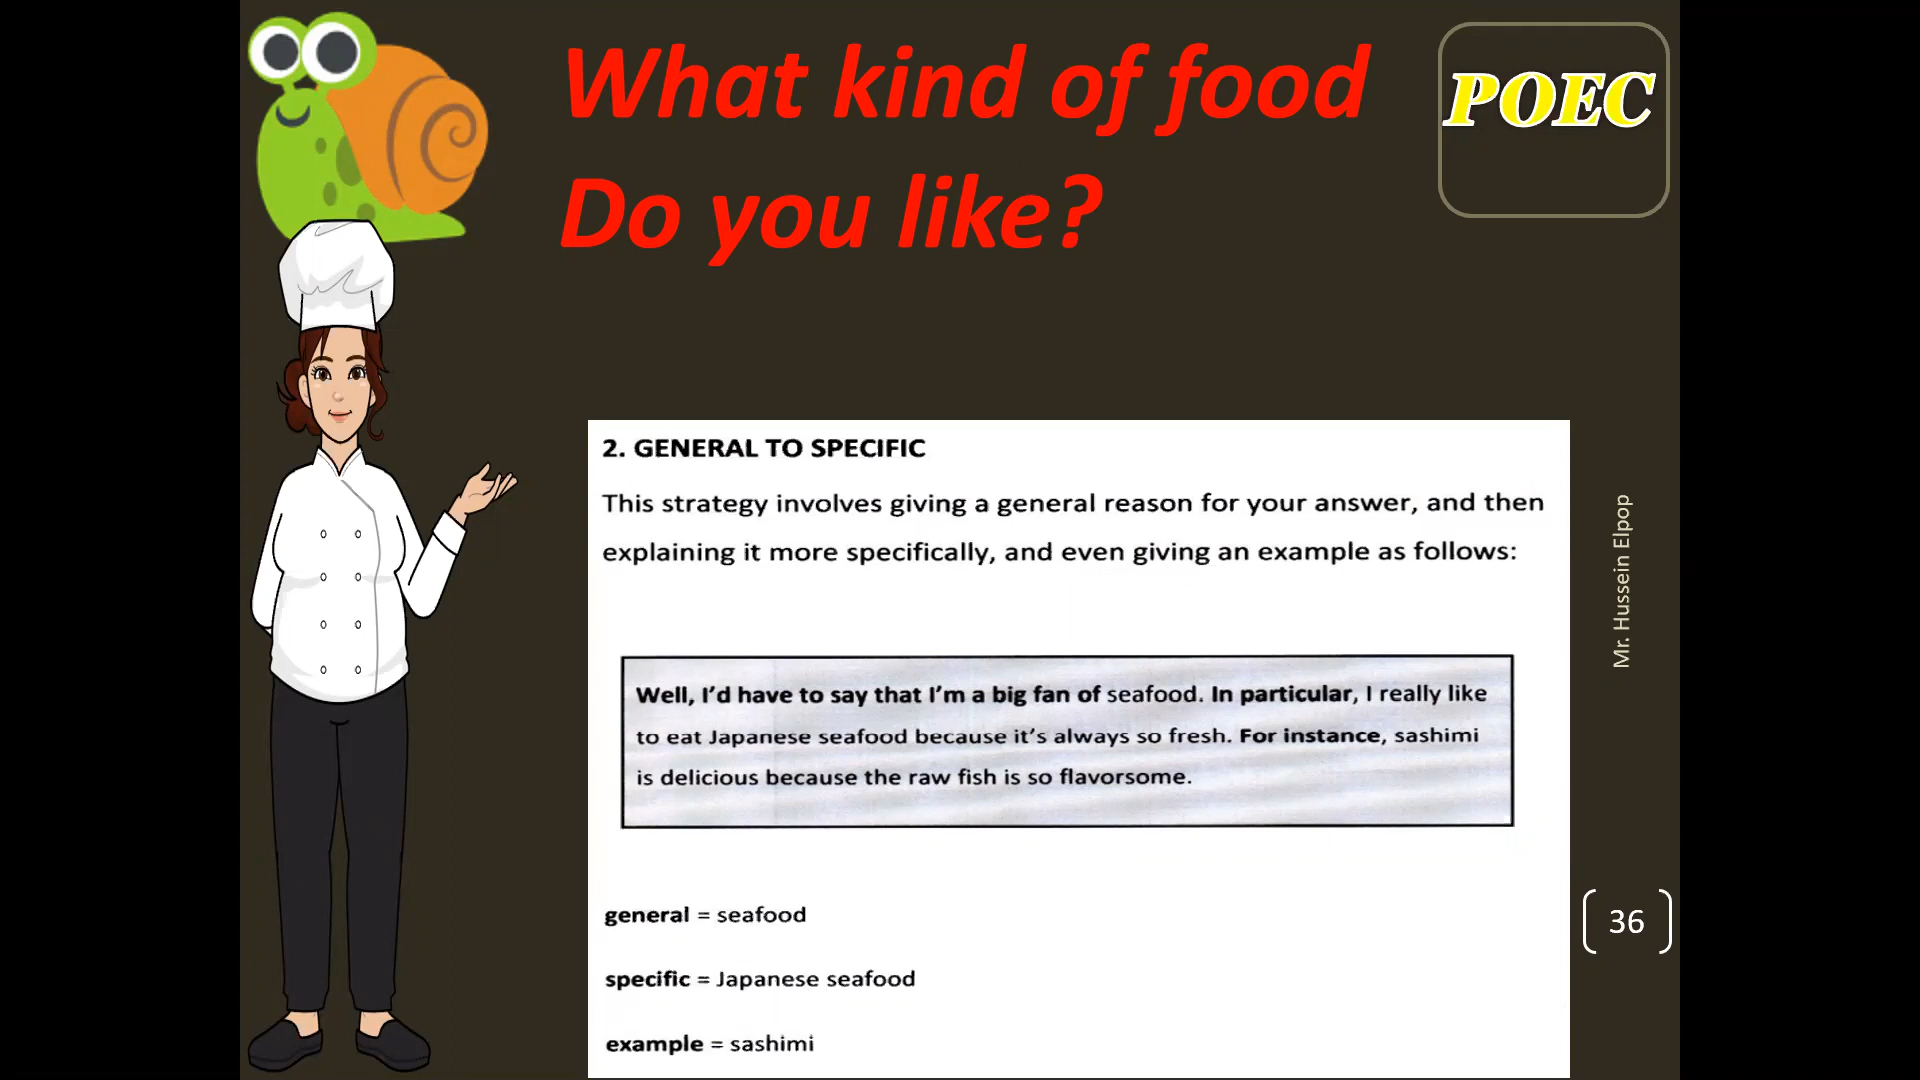 What kind of food
Do you like?
POEC
2. GENERAL TO SPECIFIC
This strategy involves giving a general reason for your answer, and then
explaining it more specifically, and even giving an example as follows:
Well, I'd have to say that I'm a big fan of seafood. In particular, I really like
to eat Japanese seafood because it's always so fresh. For instance, sashimi
is delicious because the raw fish is so flavorsome.
general = seafood
specific = Japanese seafood
example = sashimi
Mr. Hussein Elpop
36